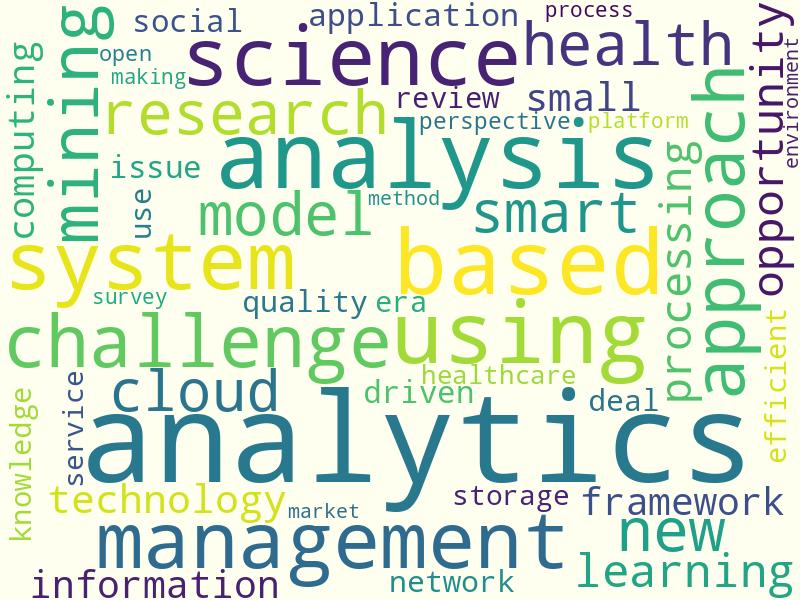 process
application
social
opportunity
mining
science
health
computing
open
environment
making
research
review
small
approach
perspective
platform
analysis
issue
processing
use
model
method
smart
system
based
survey
quality
era
using
challenge
efficient
healthcare
cloud
driven
deal
service
knowledge
analytics
technology
storage
framework
market
management
new
learning
information
network